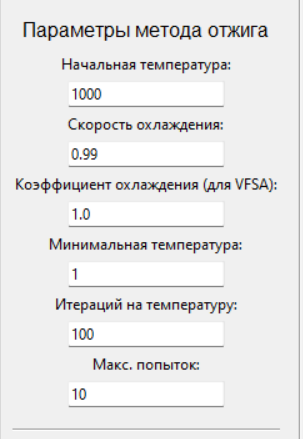 Параметры метода отжига
Начальная температура:
1000
Скорость охлаждения:
0.99
Коэффициент охлаждения (для VFSA):
1.0
Минимальная температура:
1
Итераций на температуру:
100
Макс. попыток:
10